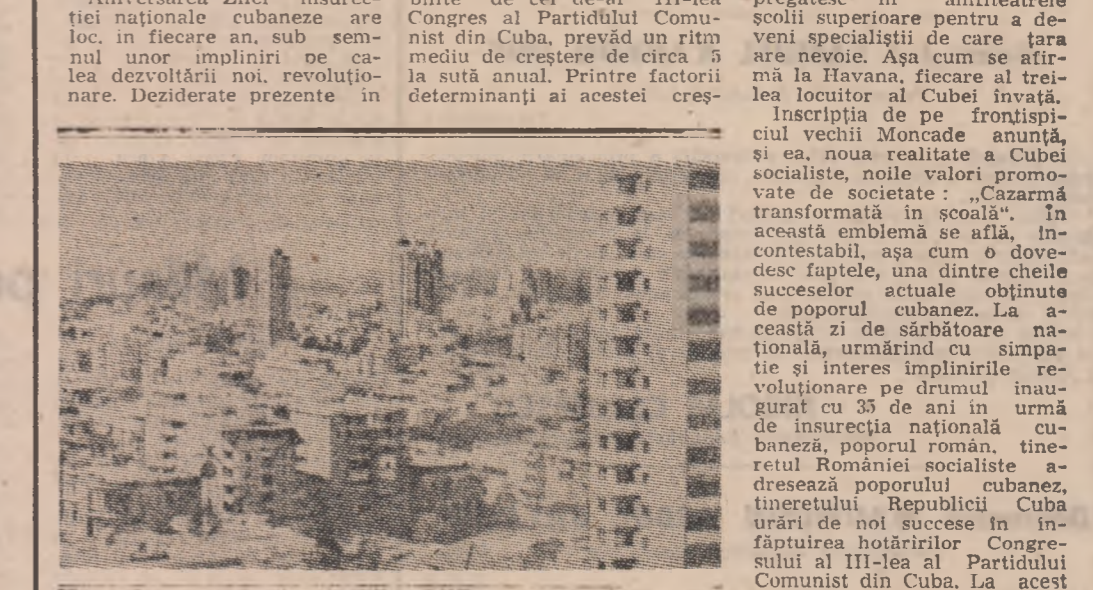 Aniversarea Zilei insurec-
ției naționale cubaneze are
loc, in fiecare an, sub sem-
nul unor impliniri pe ca-
lea dezvoltării noi, revoluțio-
nare. Deziderate prezente in
de cel de-al III-lea
Congres al Partidului Comu-
nist din Cuba, prevăd un ritm
mediu de creștere de circa 5
la sută anual. Printre factorii
determinanți ai acestei creș-
pregătesc în amfiteatrele
școlii superioare pentru a de-
veni specialiștii de care țara
are nevoie. Așa cum se afir-
mă la Havana, fiecare al trei-
lea locuitor al Cubei învață.
Inscripția de pe frontispi-
ciul vechii Moncade anunță,
și ea, noua realitate a Cubei
socialiste, noile valori promo-
vate de societate : „Cazarmă
transformată în școală“. În
această emblemă se află, in-
contestabil, așa cum o dove-
desc faptele, una dintre cheile
succeselor actuale obținute
de poporul cubanez. La a-
ceastă zi de sărbătoare na-
țională, urmărind cu simpa-
tie și interes împlinirile re-
voluționare pe drumul inau-
gurat cu 35 de ani în urmă
de insurecția națională cu-
baneză, poporul român, tine-
retul României socialiste a-
dresează poporului cubanez,
tineretului Republicii Cuba
urări de noi succese în în-
făptuirea hotărîrilor Congre-
sului al III-lea al Partidului
Comunist din Cuba. La acest